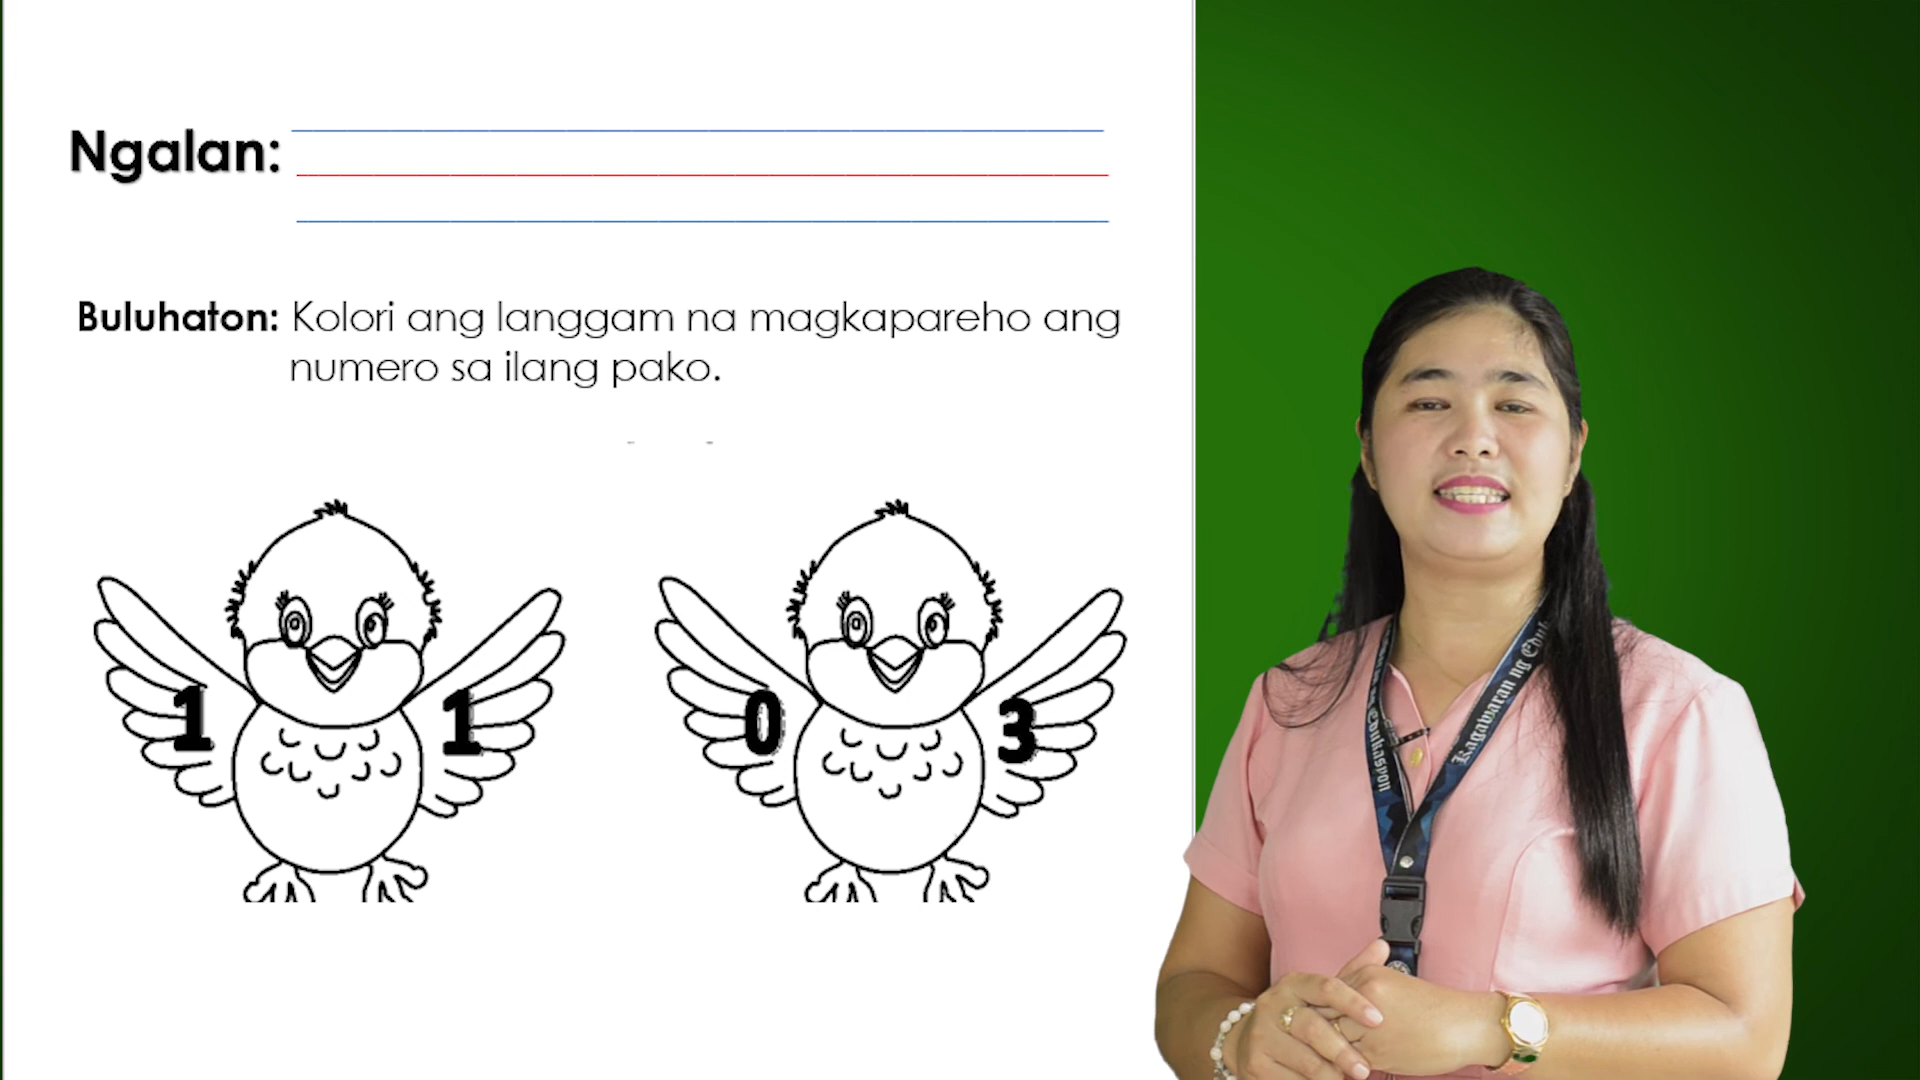 Ngalan:
Buluhaton: Kolori ang langgam na magkapareho ang
numero sa ilang pako.
1 1 0 3
Edukasyon
Kagawaran ng Eduk